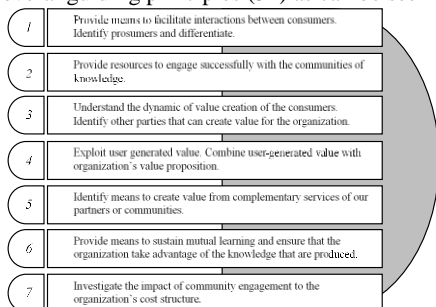 1
Provide means to facilitate interactions between consumers.
Identify prosumers and differentiate.
2
Provide resources to engage successfully with the communities of
knowledge.
3
Understand the dynamic of value creation of the consumers.
Identify other parties that can create value for the organization.
4
Exploit user generated value. Combine user-generated value with
organization's value proposition.
5
Identify means to create value from complementary services of our
partners or communities.
6
Provide means to sustain mutual learning and ensure that the
organization take advantage of the knowledge that are produced.
7
Investigate the impact of community engagement to the
organization's cost structure.